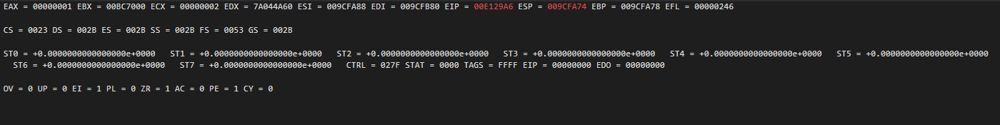 EAX = 00000001 EBX = 00BC7000 ECX = 00000002 EDX = 7A044A60 ESI = 009CFA88 EDI = 009CFB80 EIP = 00E129A6 ESP = 009CFA74 EBP = 009CFA78 EFL = 00000246
CS = 0023 DS = 002B ES = 002B SS = 002B FS = 0053 GS = 002B
ST0 = +0.0000000000000000e+0000 ST1 = +0.0000000000000000e+0000 ST2 = +0.0000000000000000e+0000 ST3 = +0.0000000000000000e+0000 ST4 = +0.0000000000000000e+0000 ST5 = +0.0000000000000000e+0000
ST6 = +0.0000000000000000e+0000 ST7 = +0.0000000000000000e+0000 CTRL = 027F STAT = 0000 TAGS = FFFF EIP = 00000000 EDO = 00000000
OV = 0 UP = 0 EI = 1 PL = 0 ZR = 1 AC = 0 PE = 1 CY = 0